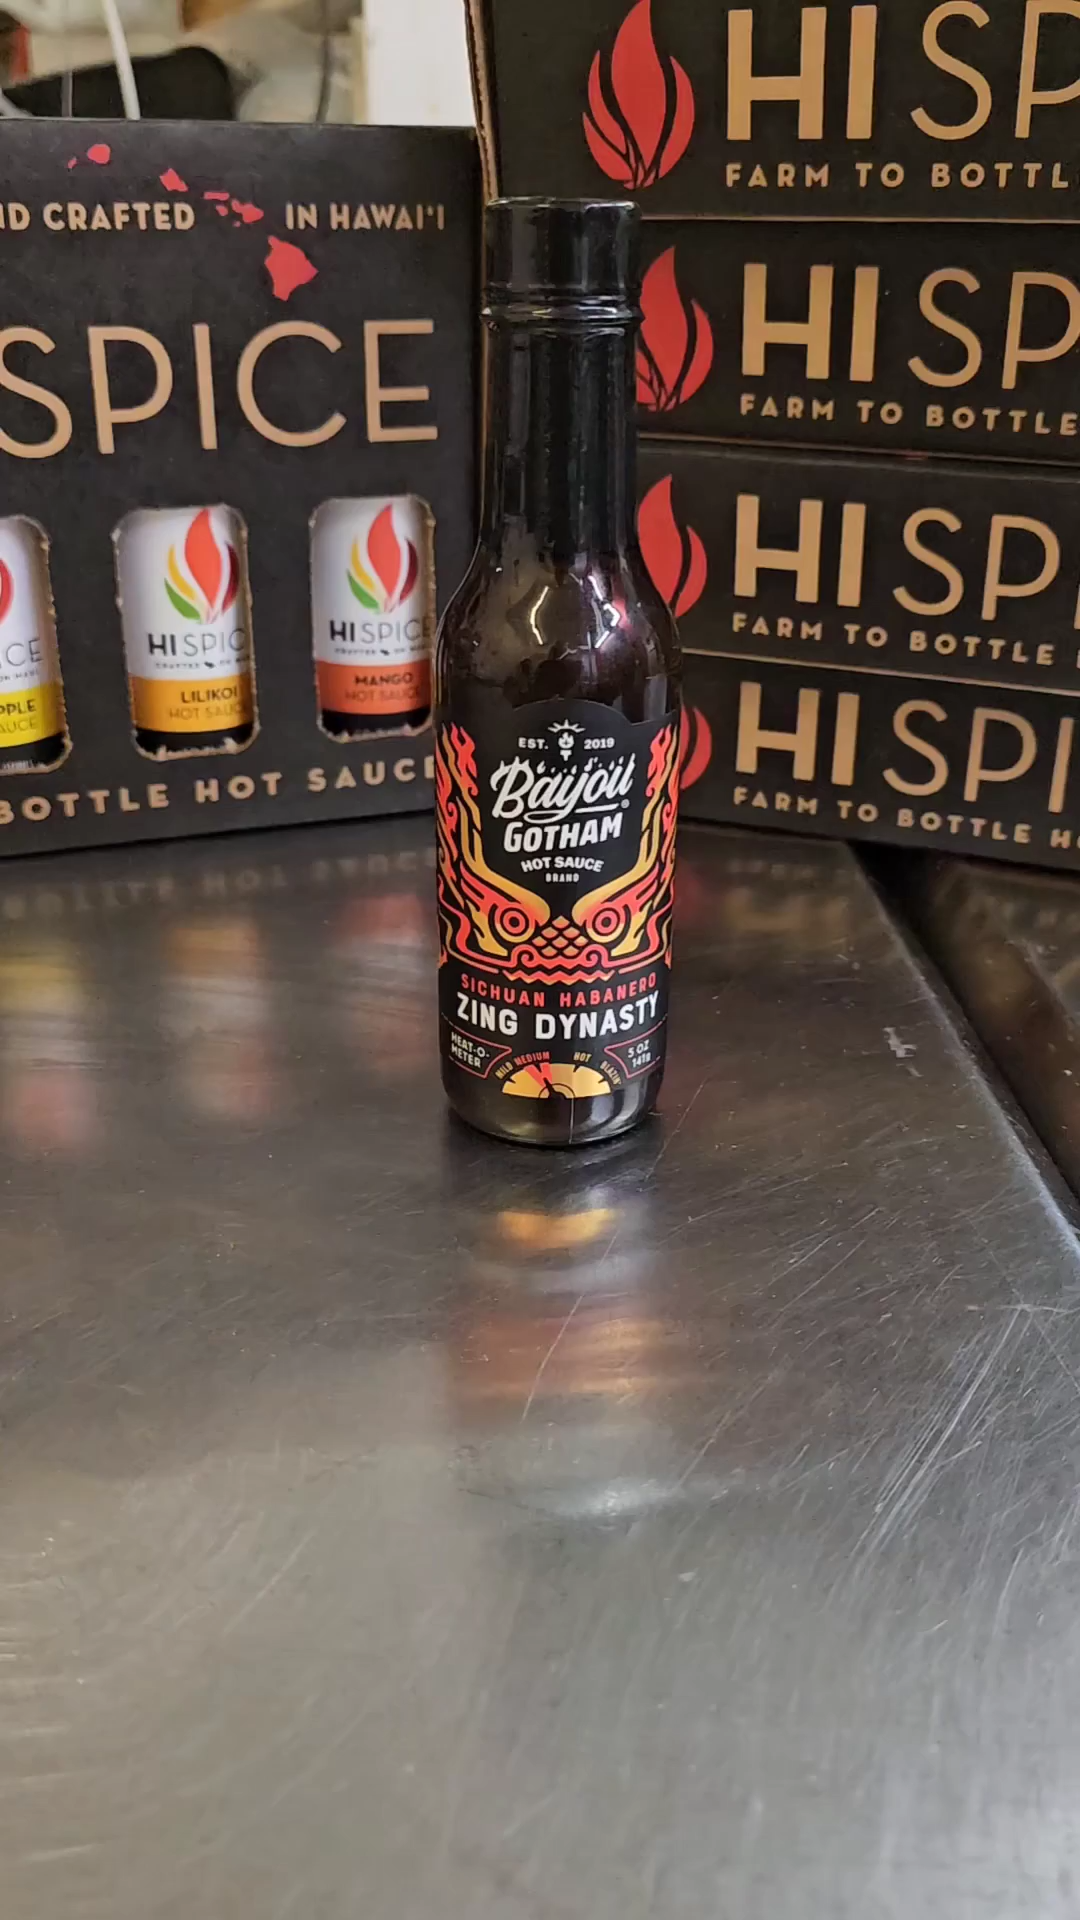 ND CRAFTED IN HAWAI'I
SPICE
ICE
PPLE
AUCE
HI SPICE
LILIKOI
HOT SAUCE
HI SPICE
MANGO
HOT SAUCE
BOTTLE HOT SAUCE
HI SP
FARM TO BOTTL
HI SP
FARM TO BOTTLE
HI SP
FARM TO BOTTLE
HI SPI
FARM TO BOTTLE H
EST. 2019
Bayou®
GOTHAM
HOT SAUCE
BRAND
SICHUAN HABANERO
ZING DYNASTY
HEAT-O-
METER
MILD MEDIUM HOT BLAZIN'
5 OZ
141g